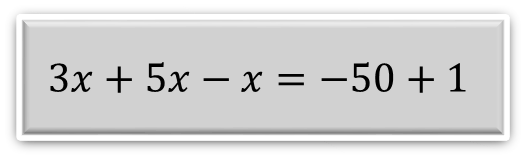 3x + 5x − x = −50 + 1